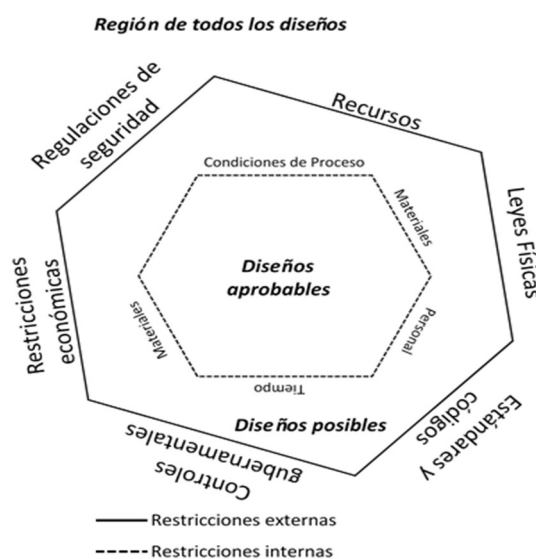 Región de todos los diseños
Regulaciones de
seguridad
Recursos
Condiciones de Proceso
Materiales
Leyes Físicas
Restricciones
económicas
Diseños
aprobables
Materiales
Personal
Tiempo
Diseños posibles
Estándares y
códigos
Controles
gubernamentales
Restricciones externas
Restricciones internas